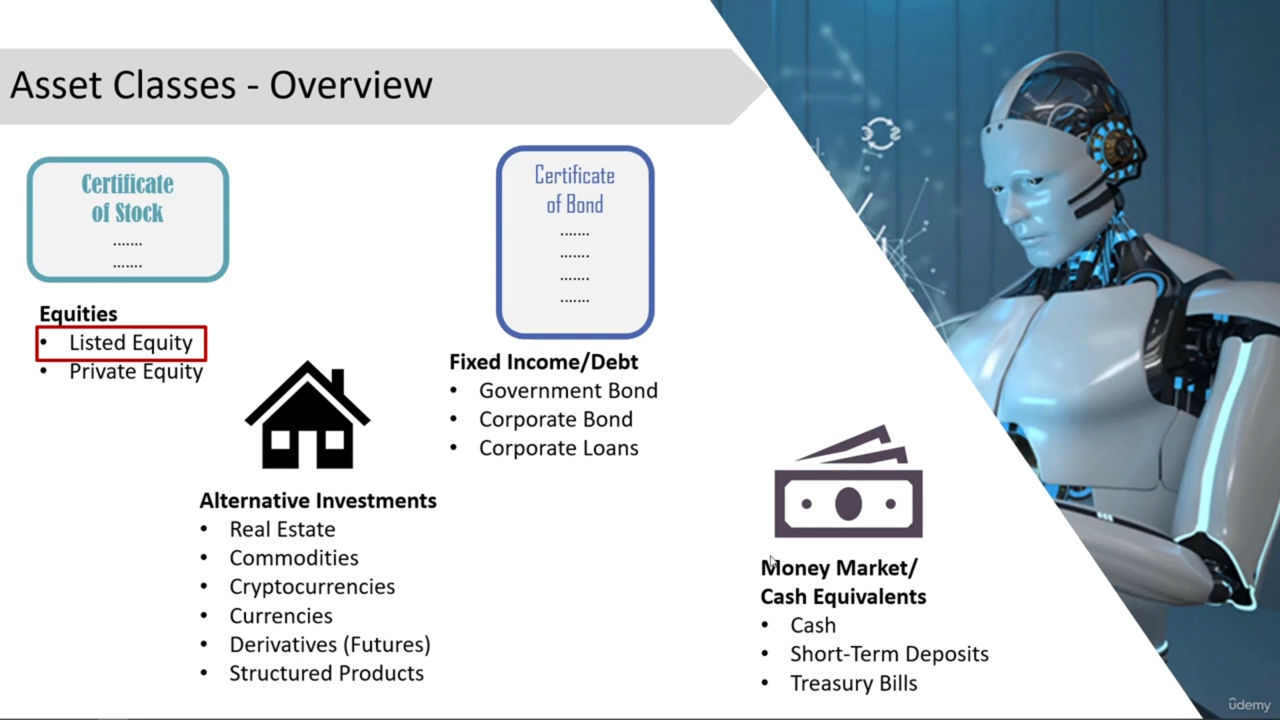 Asset Classes - Overview
Certificate
of Stock
.......
.......
Equities
• Listed Equity
• Private Equity
Certificate
of Bond
.......
.......
.......
.......
Fixed Income/Debt
• Government Bond
• Corporate Bond
• Corporate Loans
Alternative Investments
• Real Estate
• Commodities
• Cryptocurrencies
• Currencies
• Derivatives (Futures)
• Structured Products
Money Market/
Cash Equivalents
• Cash
• Short-Term Deposits
• Treasury Bills
ûdemy